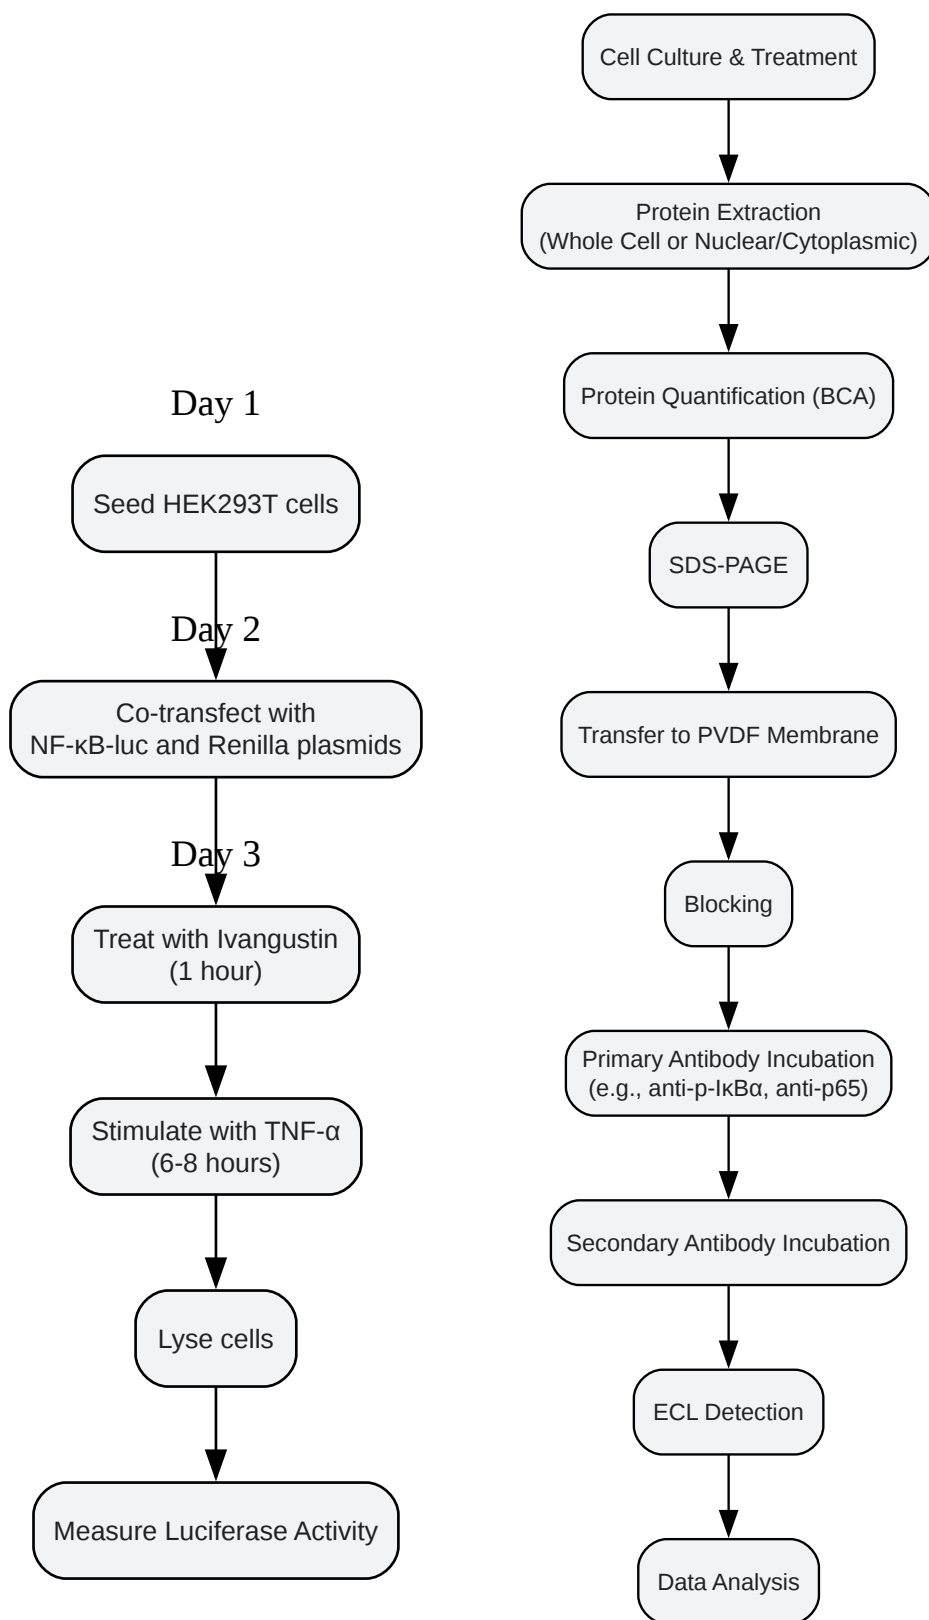 Day 1
Seed HEK293T cells
Day 2
Co-transfect with
NF-κB-luc and Renilla plasmids
Day 3
Treat with Ivangustin
(1 hour)
Stimulate with TNF-α
(6-8 hours)
Lyse cells
Measure Luciferase Activity
Cell Culture & Treatment
Protein Extraction
(Whole Cell or Nuclear/Cytoplasmic)
Protein Quantification (BCA)
SDS-PAGE
Transfer to PVDF Membrane
Blocking
Primary Antibody Incubation
(e.g., anti-p-IκBα, anti-p65)
Secondary Antibody Incubation
ECL Detection
Data Analysis